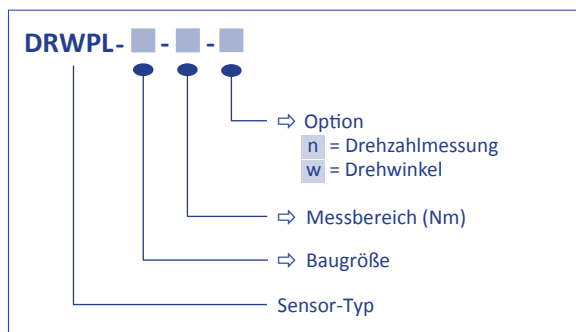 DRWPL- - -
⇨ Option
n = Drehzahlmessung
w = Drehwinkel
⇨ Messbereich (Nm)
⇨ Baugröße
Sensor-Typ